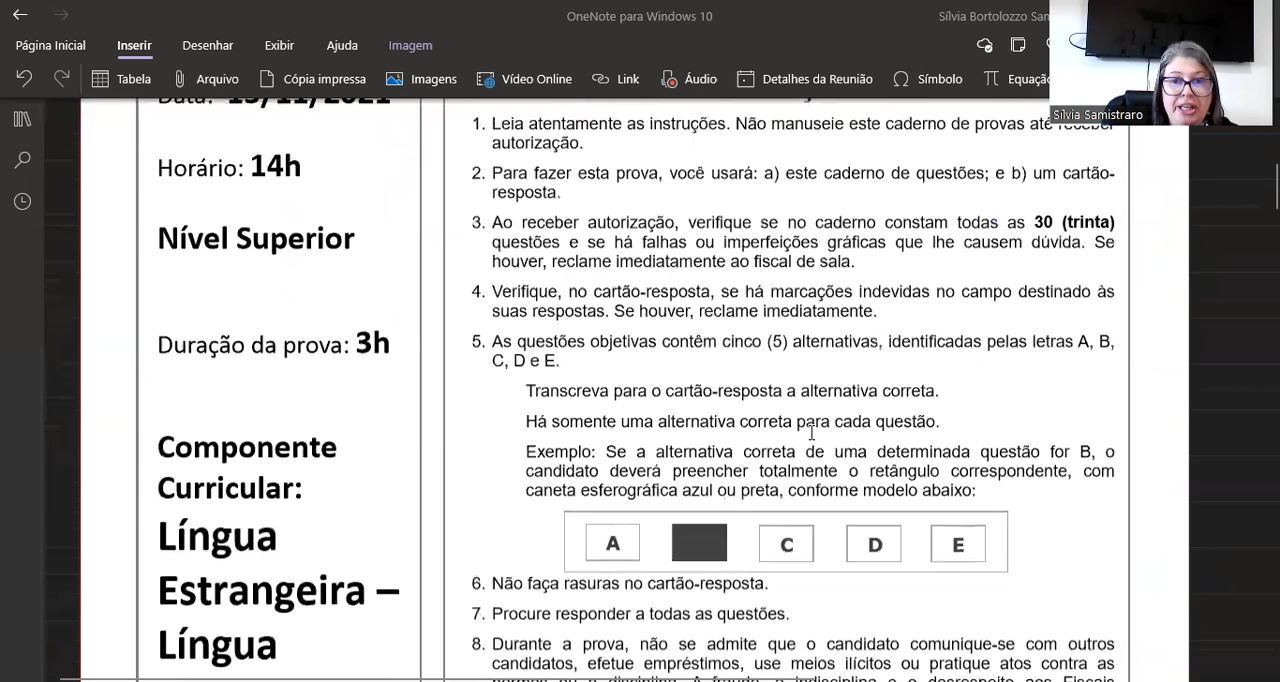 OneNote para Windows 10
Sílvia Bortolozzo
Página Inicial
Inserir
Desenhar
Exibir
Ajuda
Imagem
Tabela
Arquivo
Cópia impressa
Imagens
Vídeo Online
Link
Áudio
Detalhes da Reunião
Símbolo
Equação
Sílvia Samistraro
Data: 15/11/2021
Horário: 14h
Nível Superior
Duração da prova: 3h
Componente
Curricular:
Língua
Estrangeira –
Língua
1. Leia atentamente as instruções. Não manuseie este caderno de provas até receber
autorização.
2. Para fazer esta prova, você usará: a) este caderno de questões; e b) um cartão-
resposta.
3. Ao receber autorização, verifique se no caderno constam todas as 30 (trinta)
questões e se há falhas ou imperfeições gráficas que lhe causem dúvida. Se
houver, reclame imediatamente ao fiscal de sala.
4. Verifique, no cartão-resposta, se há marcações indevidas no campo destinado às
suas respostas. Se houver, reclame imediatamente.
5. As questões objetivas contêm cinco (5) alternativas, identificadas pelas letras A, B,
C, D e E.
Transcreva para o cartão-resposta a alternativa correta.
Há somente uma alternativa correta para cada questão.
Exemplo: Se a alternativa correta de uma determinada questão for B, o
candidato deverá preencher totalmente o retângulo correspondente, com
caneta esferográfica azul ou preta, conforme modelo abaixo:
A C D E
6. Não faça rasuras no cartão-resposta.
7. Procure responder a todas as questões.
8. Durante a prova, não se admite que o candidato comunique-se com outros
candidatos, efetue empréstimos, use meios ilícitos ou pratique atos contra as